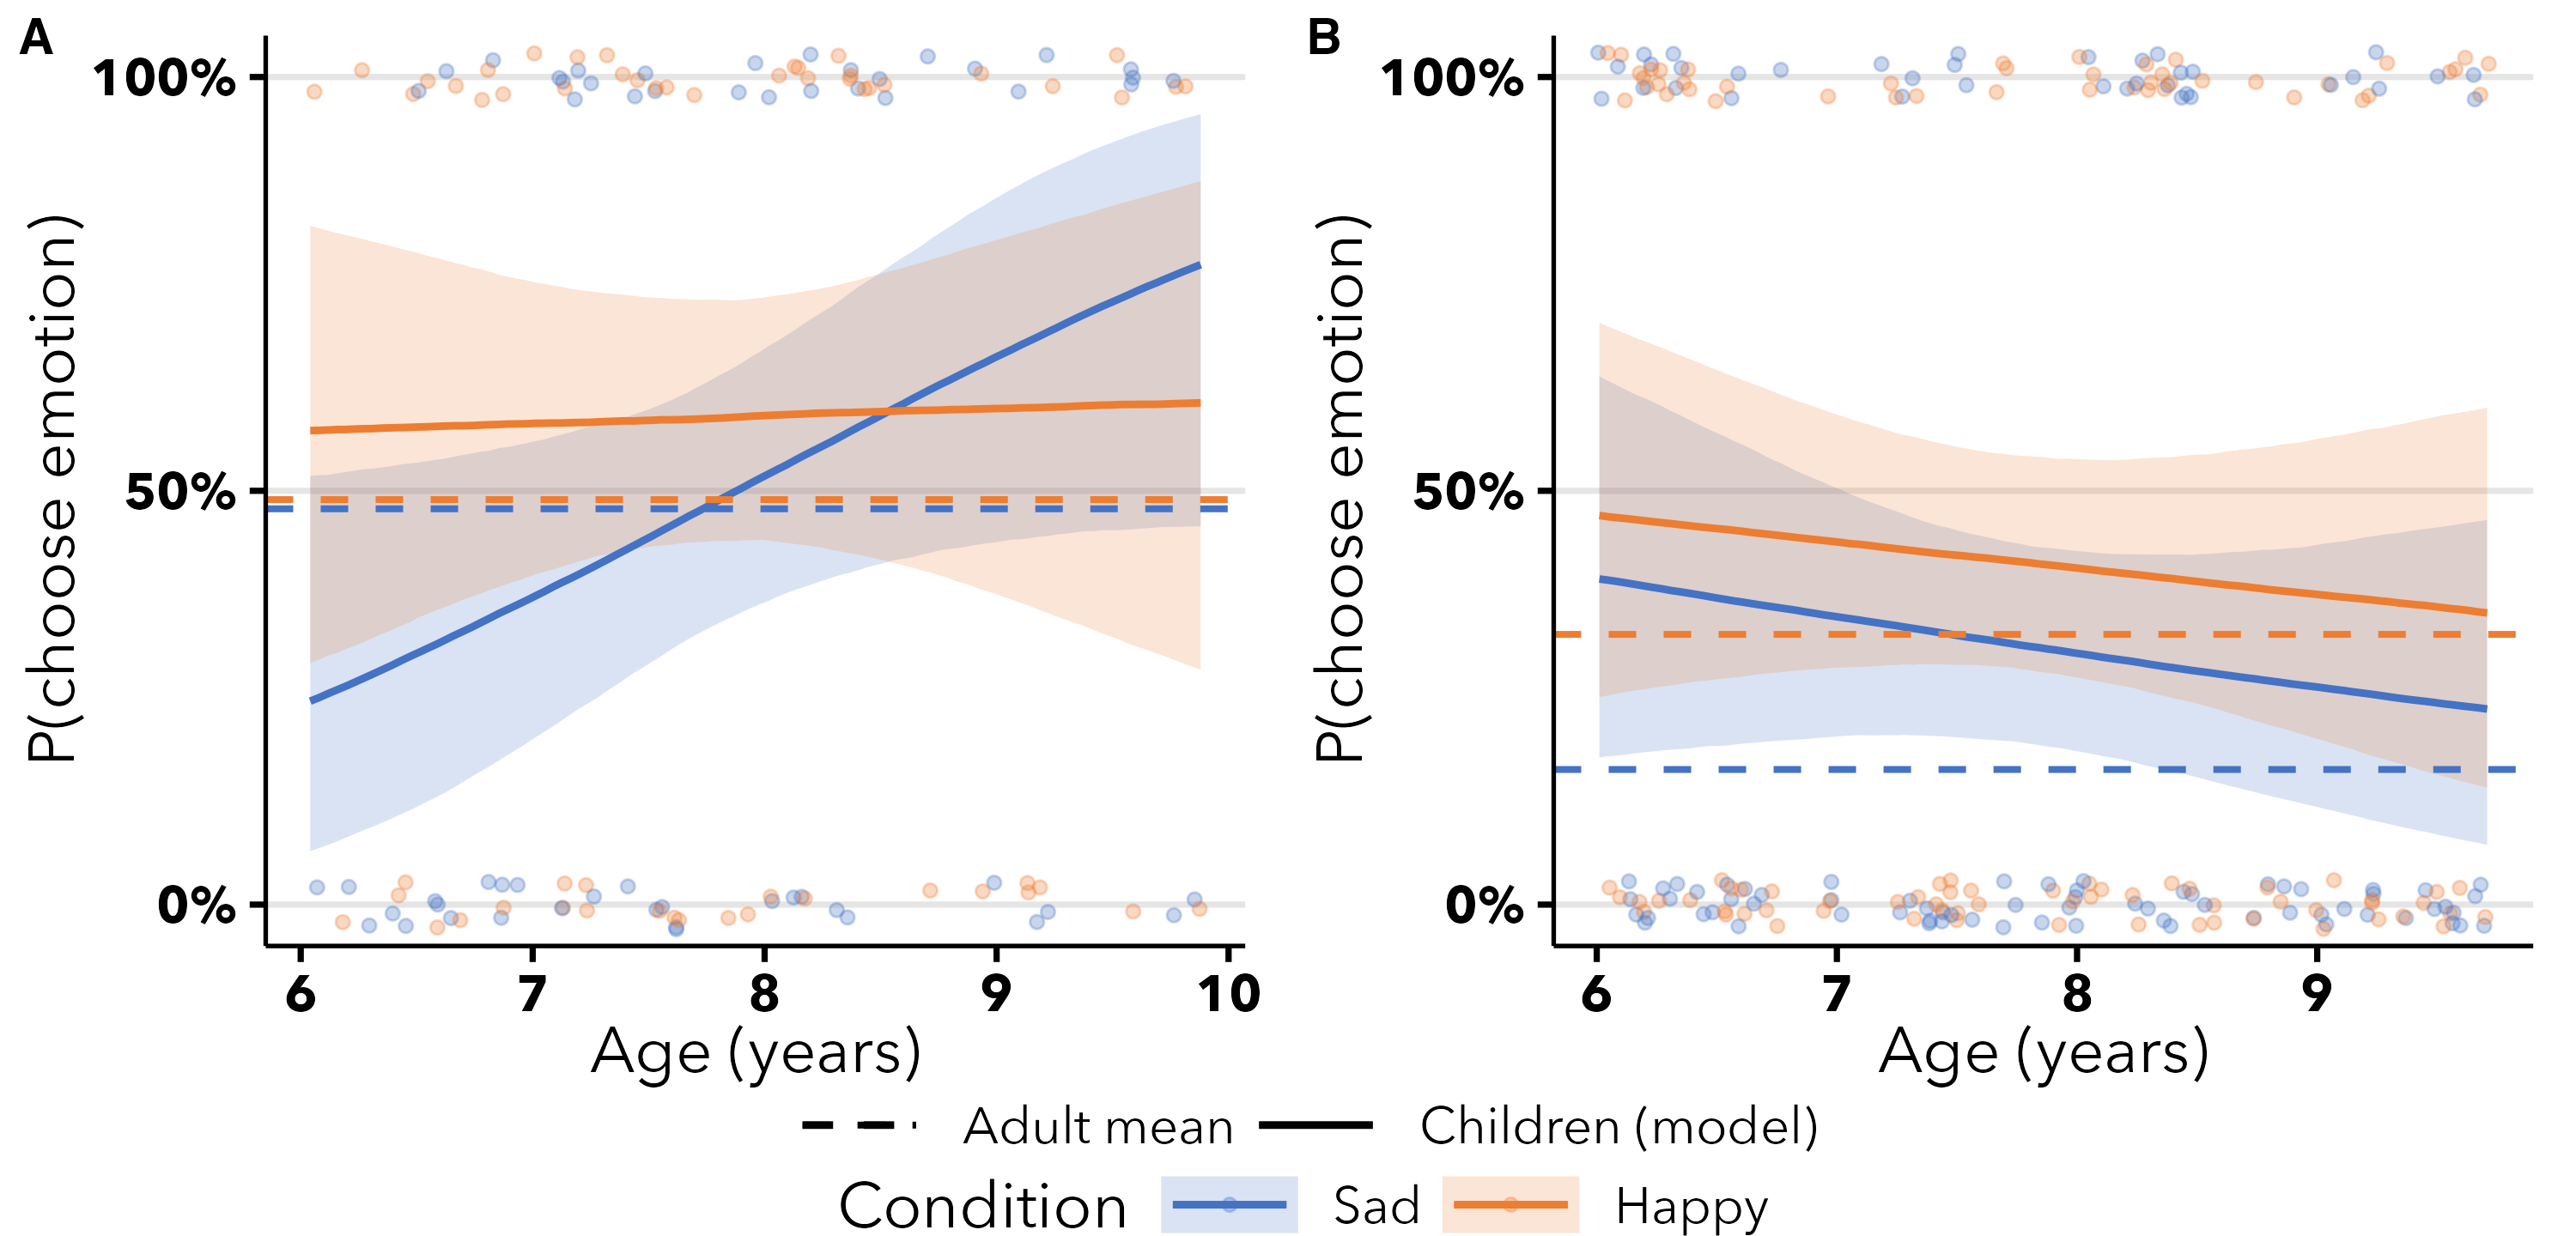 A
B
100%
50%
0%
P(choose emotion)
6 7 8 9 10
Age (years)
100%
50%
0%
P(choose emotion)
6 7 8 9
Age (years)
Adult mean Children (model)
Condition Sad Happy